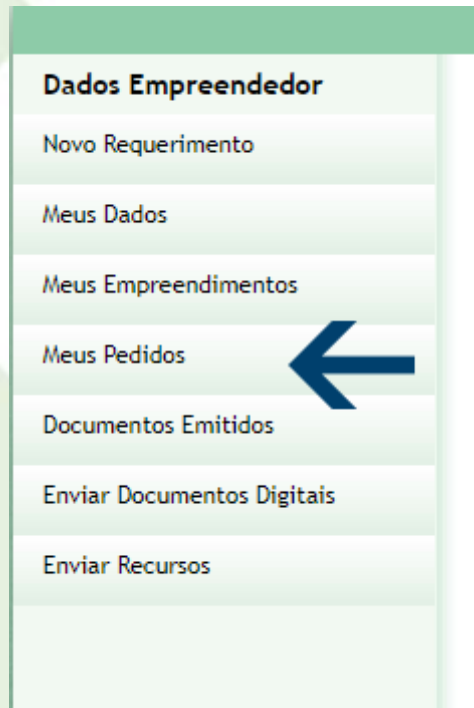 Dados Empreendedor
Novo Requerimento
Meus Dados
Meus Empreendimentos
Meus Pedidos
Documentos Emitidos
Enviar Documentos Digitais
Enviar Recursos